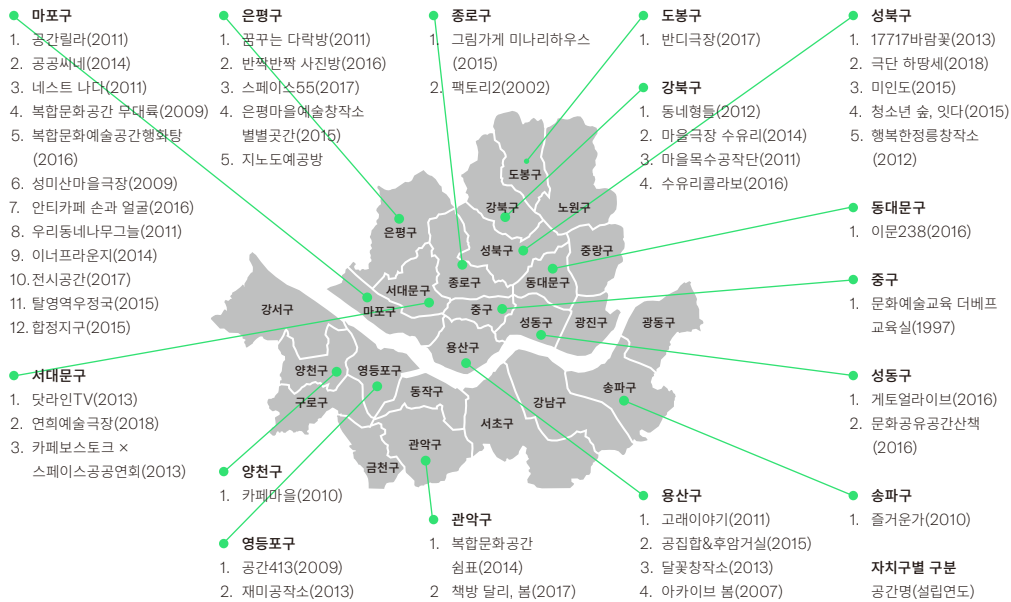 마포구
1. 공간릴라(2011)
2. 공공씨네(2014)
3. 네스트 나다(2011)
4. 복합문화공간 무대륙(2009)
5. 복합문화예술공간행화탕
(2016)
6. 성미산마을극장(2009)
7. 안티카페 손과 얼굴(2016)
8. 우리동네나무그늘(2011)
9. 이너프라운지(2014)
10. 전시공간(2017)
11. 탈영역우정국(2015)
12. 합정지구(2015)
서대문구
1. 닷라인TV(2013)
2. 연희예술극장(2018)
3. 카페보스토크 ×
스페이스공공연회(2013)
은평구
1. 꿈꾸는 다락방(2011)
2. 반짝반짝 사진방(2016)
3. 스페이스55(2017)
4. 은평마을예술창작소
별별곳간(2015)
5. 지노도예공방
양천구
1. 카페마을(2010)
영등포구
1. 공간413(2009)
2. 재미공작소(2013)
종로구
1. 그림가게 미나리하우스
(2015)
2. 팩토리2(2002)
관악구
1. 복합문화공간
쉼표(2014)
2 책방 달리, 봄(2017)
도봉구
1. 반디극장(2017)
강북구
1. 동네형들(2012)
2. 마을극장 수유리(2014)
3. 마을목수공작단(2011)
4. 수유리콜라보(2016)
용산구
1. 고래이야기(2011)
2. 공집합&후암거실(2015)
3. 달꽃창작소(2013)
4. 아카이브 봄(2007)
성북구
1. 17717바람꽃(2013)
2. 극단 하땅세(2018)
3. 미인도(2015)
4. 청소년 숲, 잇다(2015)
5. 행복한정릉창작소
(2012)
동대문구
1. 이문238(2016)
중구
1. 문화예술교육 더베프
교육실(1997)
성동구
1. 게토얼라이브(2016)
2. 문화공유공간산책
(2016)
송파구
1. 즐거운가(2010)
자치구별 구분
공간명(설립연도)
도봉구
강북구
노원구
은평구
성북구
중랑구
종로구
동대문구
서대문구
마포구
중구
성동구
광진구
광동구
강서구
용산구
양천구
영등포구
동작구
송파구
구로구
강남구
서초구
관악구
금천구